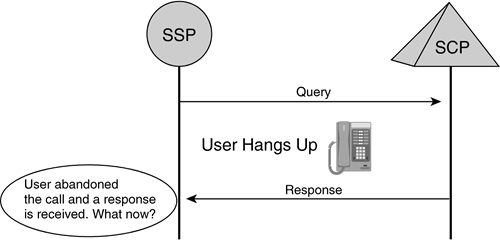 SSP
SCP
Query
User Hangs Up
Response
User abandoned
the call and a response
is received. What now?